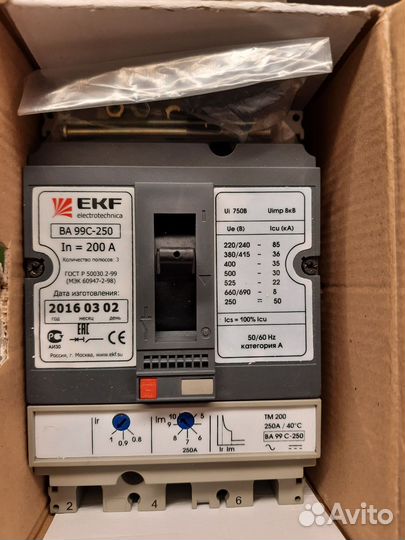 EKF
electrotechnica
ВА 99С-250
In = 200 А
Количество полюсов: 3
ГОСТ Р 50030.2-99
(МЭК 60947-2-98)
Дата изготовления:
2016 03 02
год месяц день
АИ30
Россия, г. Москва, www.ekf.su
Ui 750В Uimp 8кВ
Ue (В) Icu (кА)
220/240 - 85
380/415 - 36
400 - 35
500 - 30
525 - 22
660/690 - 8
250 - 50
Ics = 100% Icu
50/60 Hz
категория А
Ir
1 0.9 0.8
Im
10 9 8 7 6 5
250A
Ir Im
TM 200
250A / 40°C
ВА 99 С-250
2 4 6
Avito